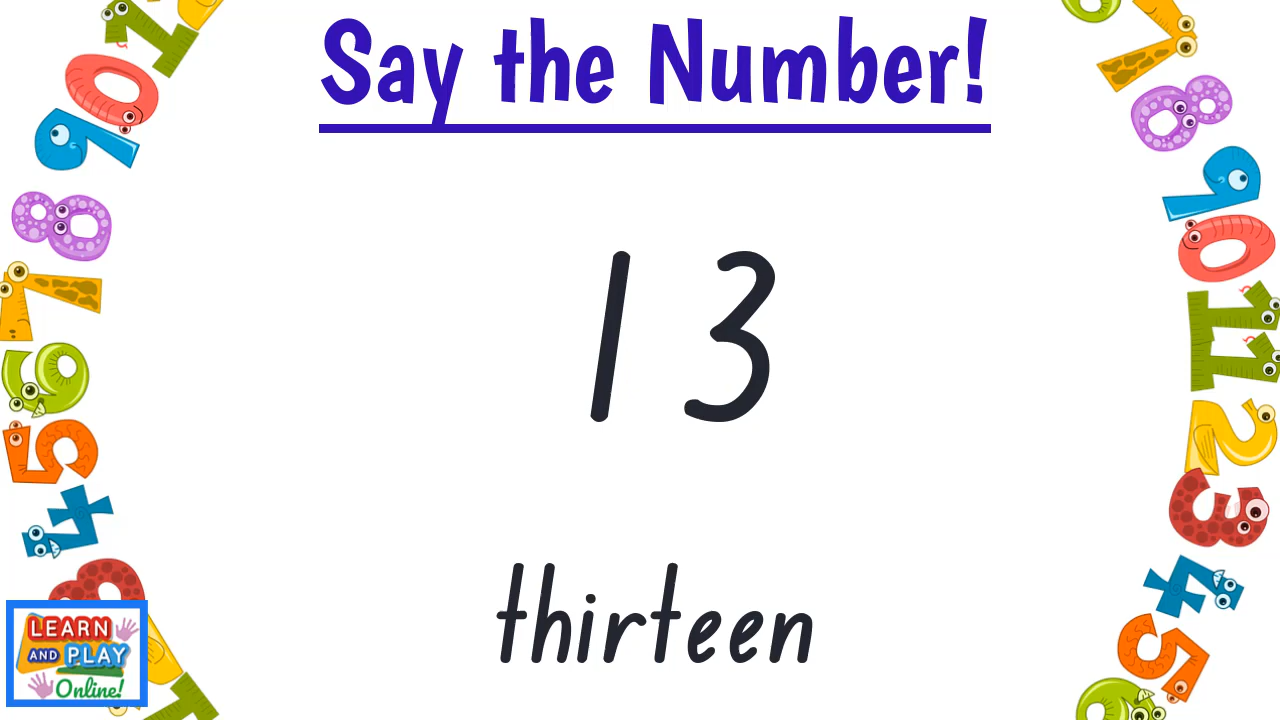 Say the Number!
13
thirteen
LEARN
AND PLAY
Online!